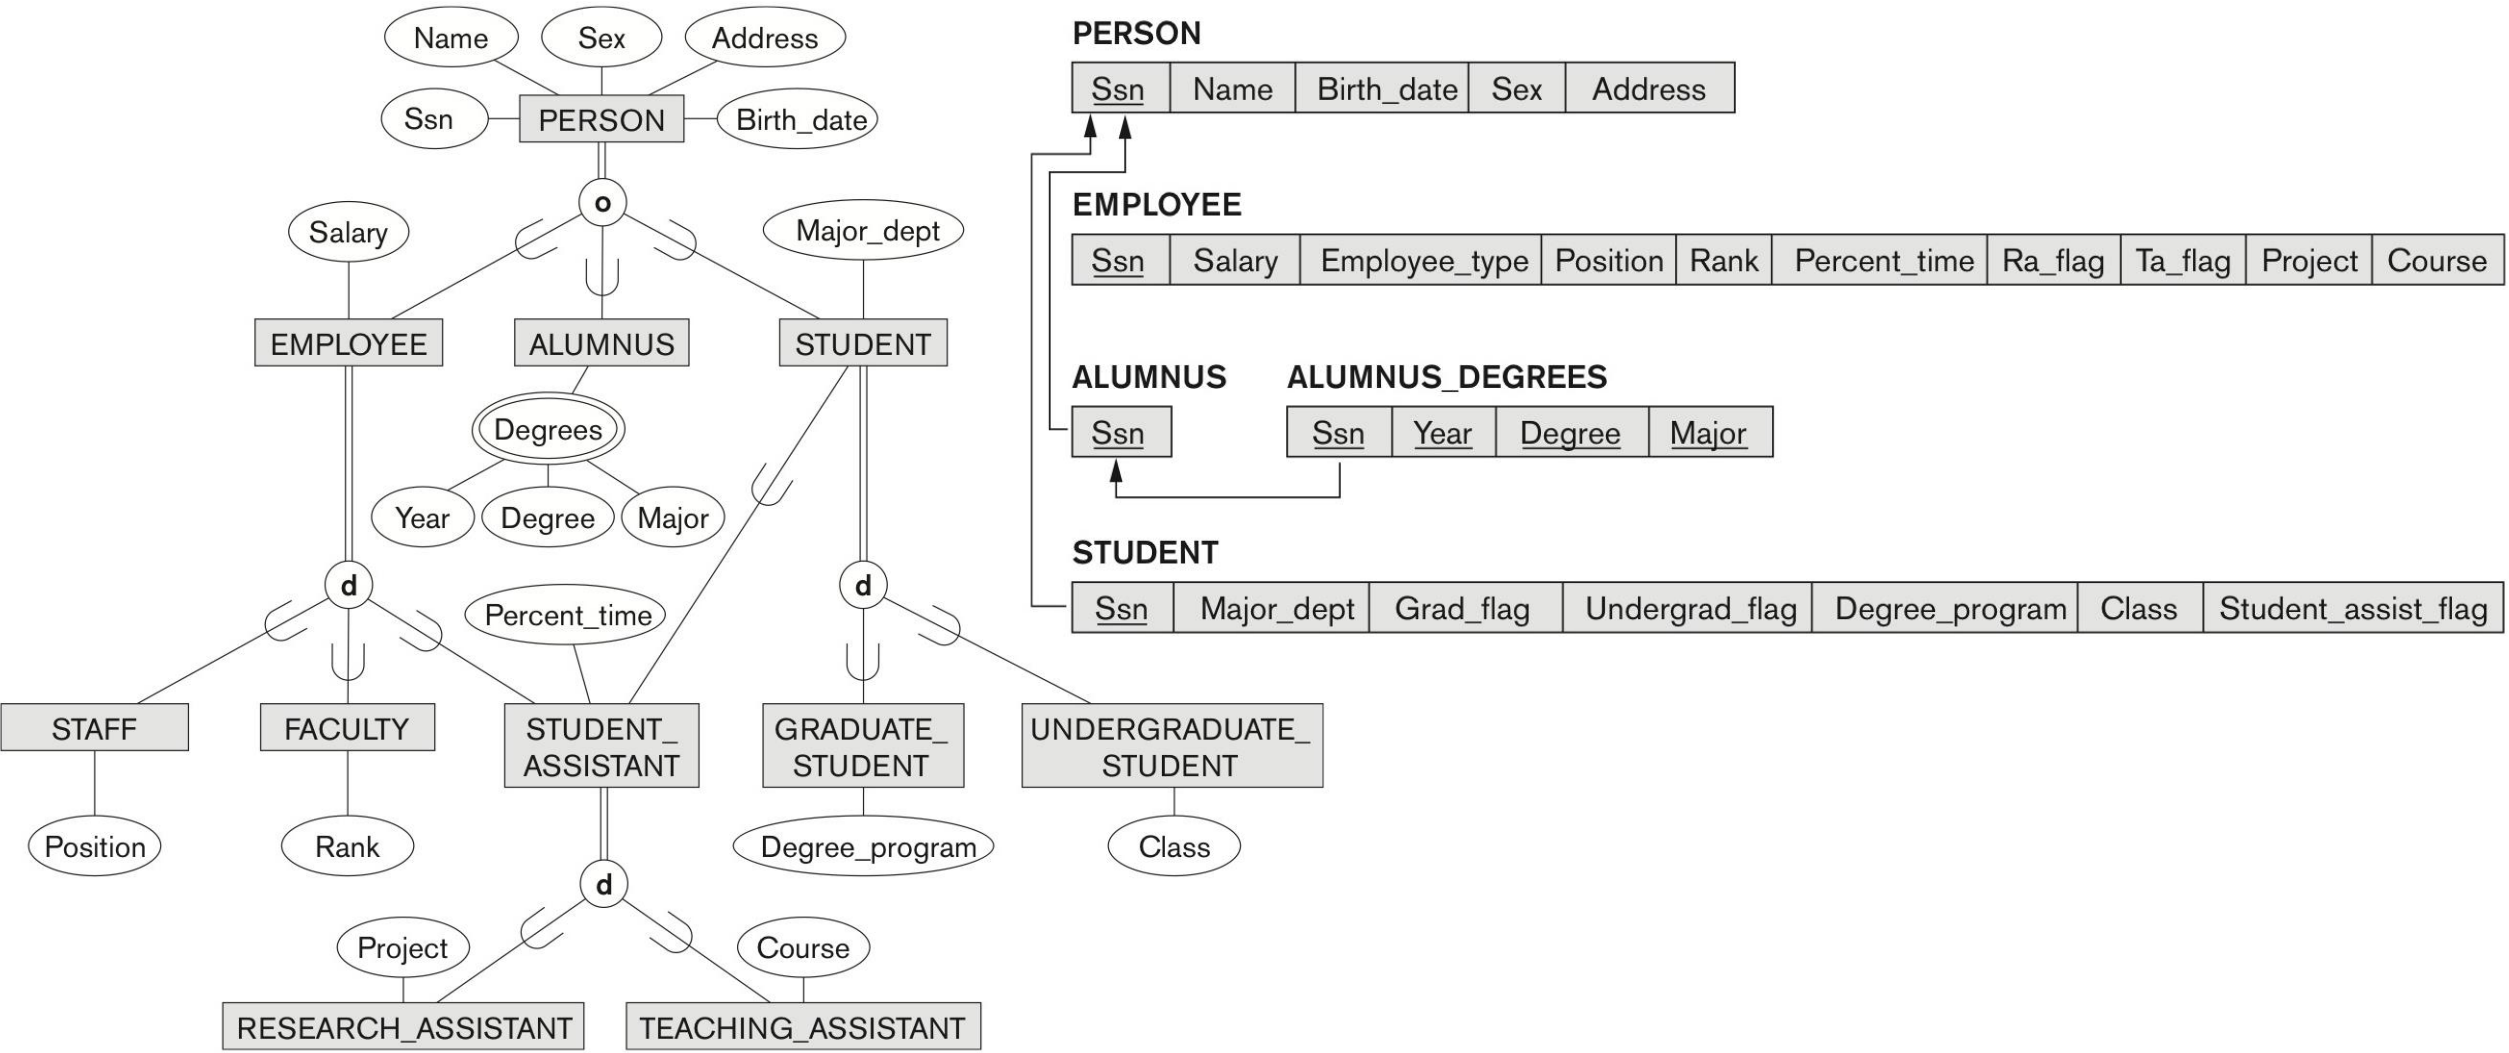 Name
Sex
Address
Ssn
PERSON
Birth_date
o
Salary
Major_dept
EMPLOYEE
ALUMNUS
STUDENT
Degrees
Year
Degree
Major
d
d
Percent_time
STAFF
FACULTY
STUDENT_
ASSISTANT
GRADUATE_
STUDENT
UNDERGRADUATE_
STUDENT
Position
Rank
Degree_program
Class
d
Project
Course
RESEARCH_ASSISTANT
TEACHING_ASSISTANT
PERSON
Ssn Name Birth_date Sex Address
EMPLOYEE
Ssn Salary Employee_type Position Rank Percent_time Ra_flag Ta_flag Project Course
ALUMNUS
Ssn
ALUMNUS_DEGREES
Ssn Year Degree Major
STUDENT
Ssn Major_dept Grad_flag Undergrad_flag Degree_program Class Student_assist_flag